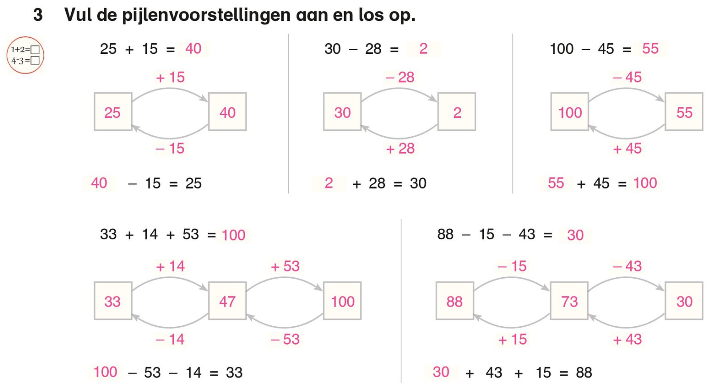 3 Vul de pijlenvoorstellingen aan en los op.
1+2=
4-3=
25 + 15 = 40
+ 15
25 40
− 15
40 − 15 = 25
30 − 28 = 2
− 28
30 2
+ 28
2 + 28 = 30
100 − 45 = 55
− 45
100 55
+ 45
55 + 45 = 100
33 + 14 + 53 = 100
+ 14 + 53
33 47 100
− 14 − 53
100 − 53 − 14 = 33
88 − 15 − 43 = 30
− 15 − 43
88 73 30
+ 15 + 43
30 + 43 + 15 = 88